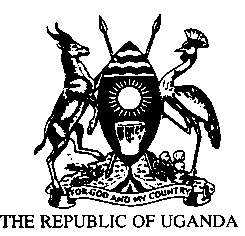 FOR GOD AND MY COUNTRY
THE REPUBLIC OF UGANDA